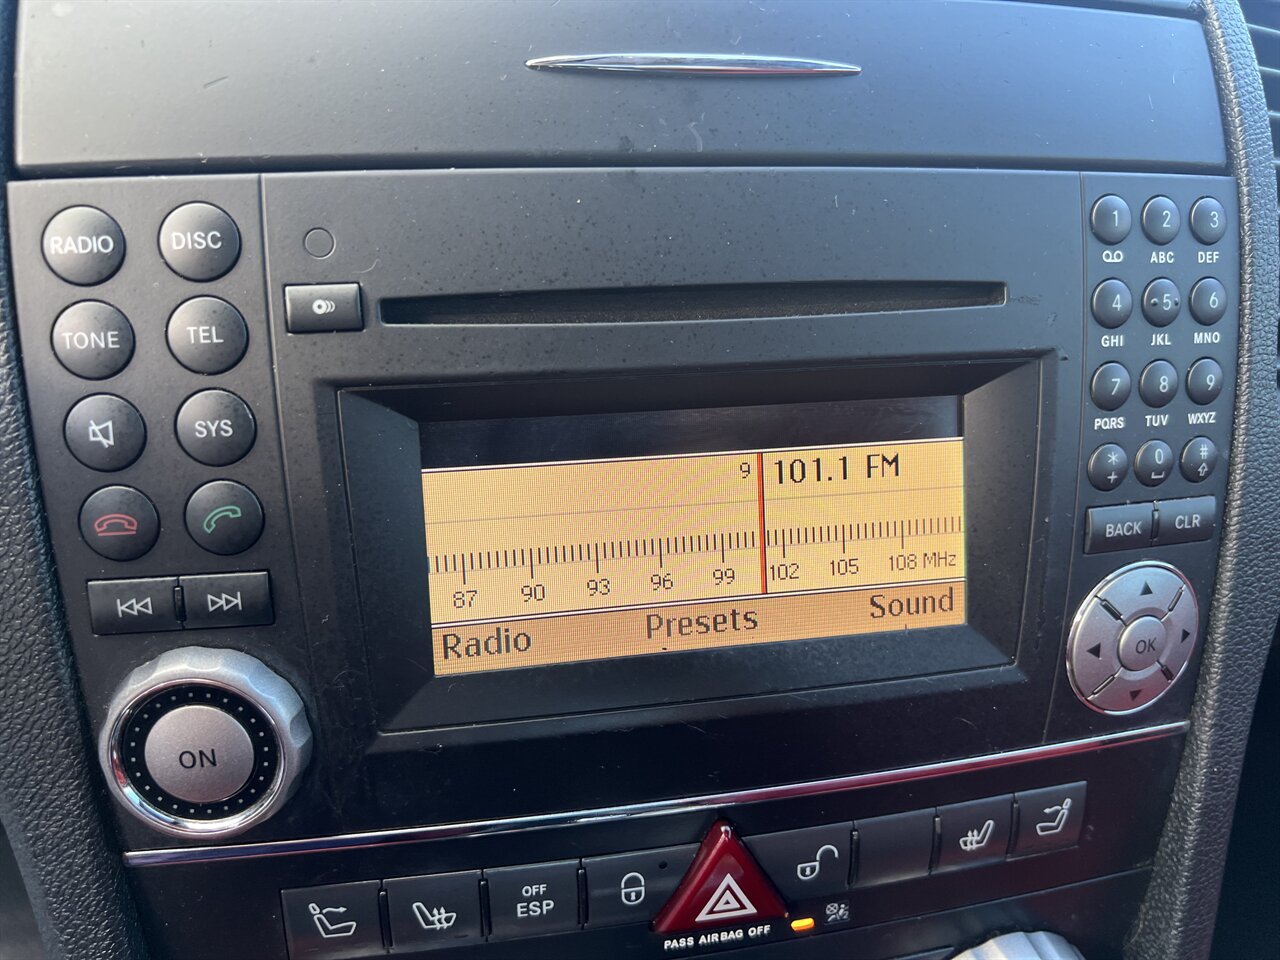 RADIO
DISC
TONE
TEL
SYS
ON
9 101.1 FM
87 90 93 96 99 102 105 108 MHz
Radio Presets Sound
1 2 3
ABC DEF
4 5 6
GHI JKL MNO
7 8 9
PQRS TUV WXYZ
* 0 #
+
BACK CLR
OK
OFF
ESP
PASS AIRBAG OFF